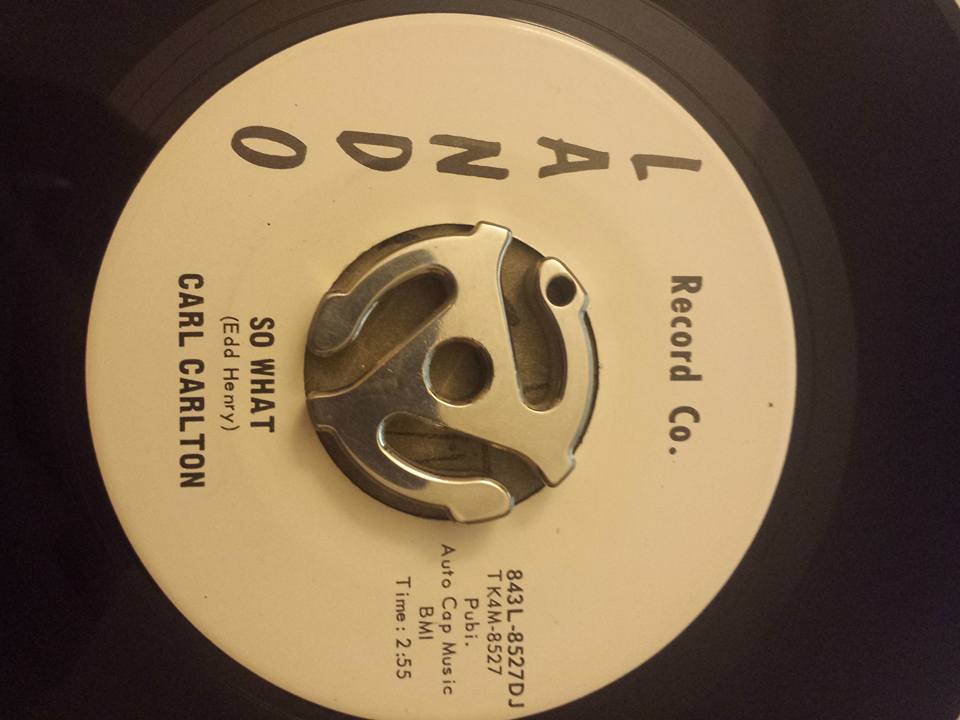 LANDO
Record Co.
843L-8527DJ
TK4M-8527
Publ.
Auto Cap Music
BMI
Time: 2:55
SO WHAT
(Edd Henry)
CARL CARLTON